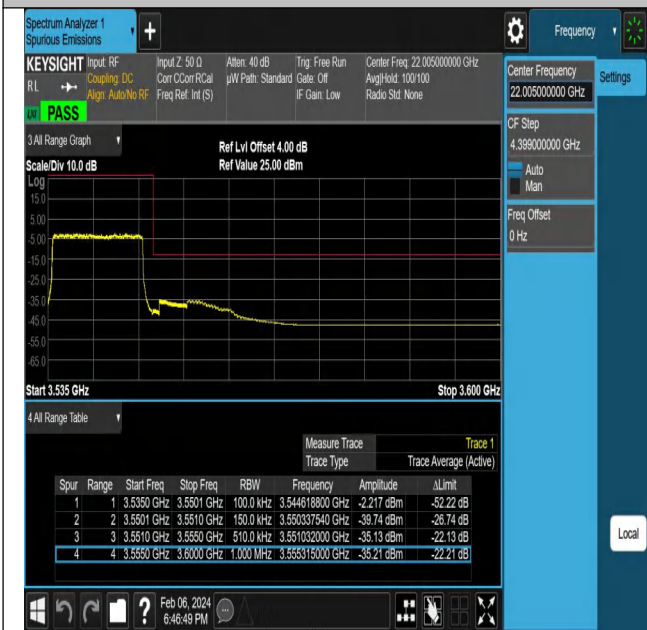 Spectrum Analyzer 1
Spurious Emissions
+
Frequency
KEYSIGHT
RL
Input: RF
Coupling: DC
Align: Auto/No RF
Input Z: 50 Ω
Corr CCorr RCal
Freq Ref: Int (S)
Atten: 40 dB
µW Path: Standard
Trig: Free Run
Gate: Off
IF Gain: Low
Center Freq: 22.005000000 GHz
Avg|Hold: 100/100
Radio Std: None
PASS
Center Frequency
22.005000000 GHz
Settings
CF Step
4.399000000 GHz
Auto
Man
Freq Offset
0 Hz
Local
3 All Range Graph
Scale/Div 10.0 dB
Ref Lvl Offset 4.00 dB
Ref Value 25.00 dBm
Log
15.0
5.00
-5.00
-15.0
-25.0
-35.0
-45.0
-55.0
-65.0
Start 3.535 GHz Stop 3.600 GHz
4 All Range Table
Measure Trace Trace 1
Trace Type Trace Average (Active)
Spur Range Start Freq Stop Freq RBW Frequency Amplitude ΔLimit
1 1 3.5350 GHz 3.5501 GHz 100.0 kHz 3.544618800 GHz -2.217 dBm -52.22 dB
2 2 3.5501 GHz 3.5510 GHz 150.0 kHz 3.550337540 GHz -39.74 dBm -26.74 dB
3 3 3.5510 GHz 3.5550 GHz 510.0 kHz 3.551032000 GHz -35.13 dBm -22.13 dB
4 4 3.5550 GHz 3.6000 GHz 1.000 MHz 3.555315000 GHz -35.21 dBm -22.21 dB
?
Feb 06, 2024
6:46:49 PM